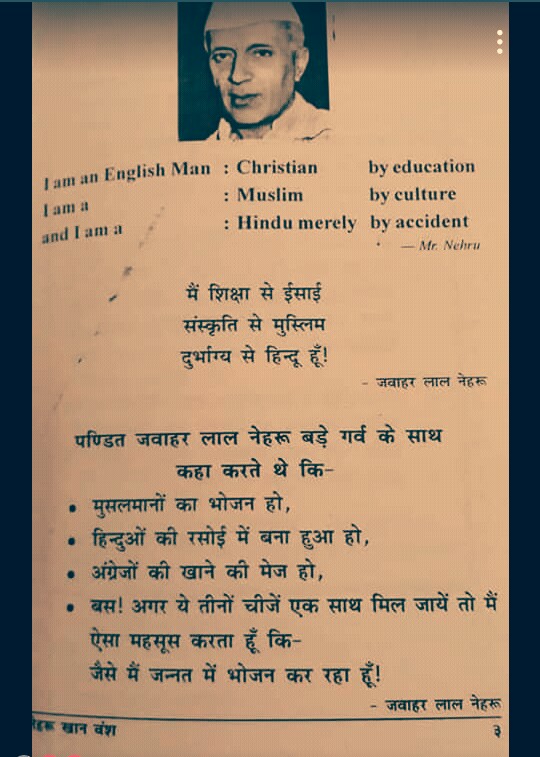 I am an English Man : Christian by education
I am a : Muslim by culture
and I am a : Hindu merely by accident
— Mr. Nehru
मैं शिक्षा से ईसाई
संस्कृति से मुस्लिम
दुर्भाग्य से हिन्दू हूँ!
- जवाहर लाल नेहरू
पण्डित जवाहर लाल नेहरू बड़े गर्व के साथ
कहा करते थे कि-
• मुसलमानों का भोजन हो,
• हिन्दुओं की रसोई में बना हुआ हो,
• अंग्रेजों की खाने की मेज हो,
• बस! अगर ये तीनों चीजें एक साथ मिल जायें तो मैं
ऐसा महसूस करता हूँ कि-
जैसे मैं जन्नत में भोजन कर रहा हूँ!
- जवाहर लाल नेहरू
नेहरू खान वंश ३